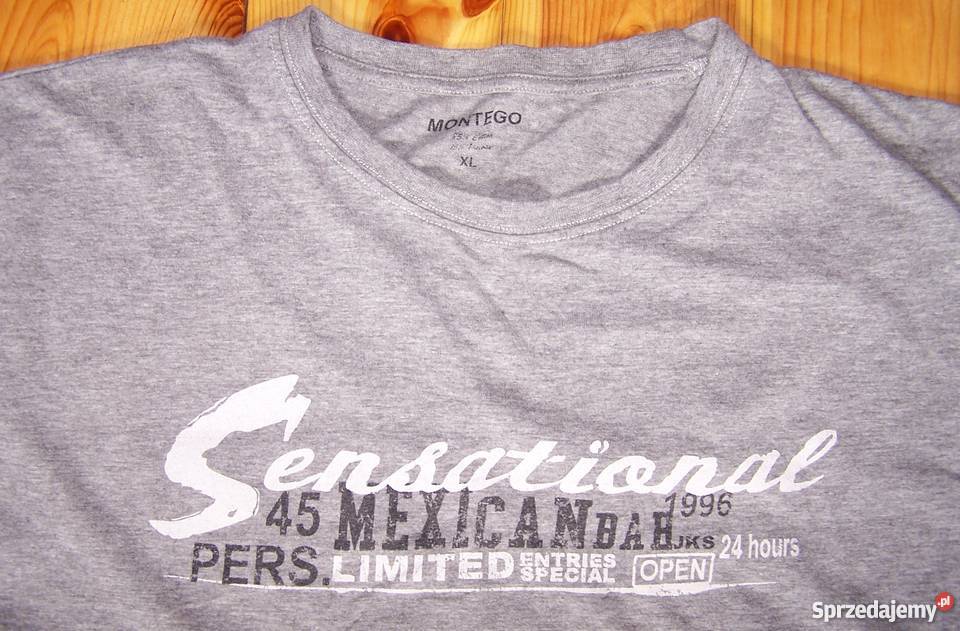 MONTEGO
XL
Sensational
45 MEXICAN BAR 1996
JKS 24 hours
PERS. LIMITED ENTRIES SPECIAL OPEN
Sprzedajemy.pl